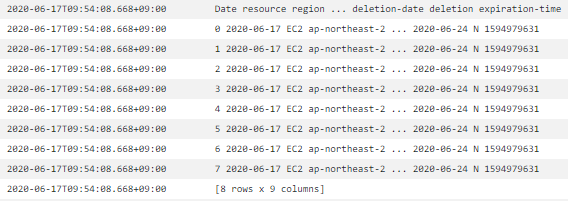 2020-06-17T09:54:08.668+09:00 Date resource region ... deletion-date deletion expiration-time
2020-06-17T09:54:08.668+09:00 0 2020-06-17 EC2 ap-northeast-2 ... 2020-06-24 N 1594979631
2020-06-17T09:54:08.668+09:00 1 2020-06-17 EC2 ap-northeast-2 ... 2020-06-24 N 1594979631
2020-06-17T09:54:08.668+09:00 2 2020-06-17 EC2 ap-northeast-2 ... 2020-06-24 N 1594979631
2020-06-17T09:54:08.668+09:00 3 2020-06-17 EC2 ap-northeast-2 ... 2020-06-24 N 1594979631
2020-06-17T09:54:08.668+09:00 4 2020-06-17 EC2 ap-northeast-2 ... 2020-06-24 N 1594979631
2020-06-17T09:54:08.668+09:00 5 2020-06-17 EC2 ap-northeast-2 ... 2020-06-24 N 1594979631
2020-06-17T09:54:08.668+09:00 6 2020-06-17 EC2 ap-northeast-2 ... 2020-06-24 N 1594979631
2020-06-17T09:54:08.668+09:00 7 2020-06-17 EC2 ap-northeast-2 ... 2020-06-24 N 1594979631
2020-06-17T09:54:08.668+09:00 [8 rows x 9 columns]